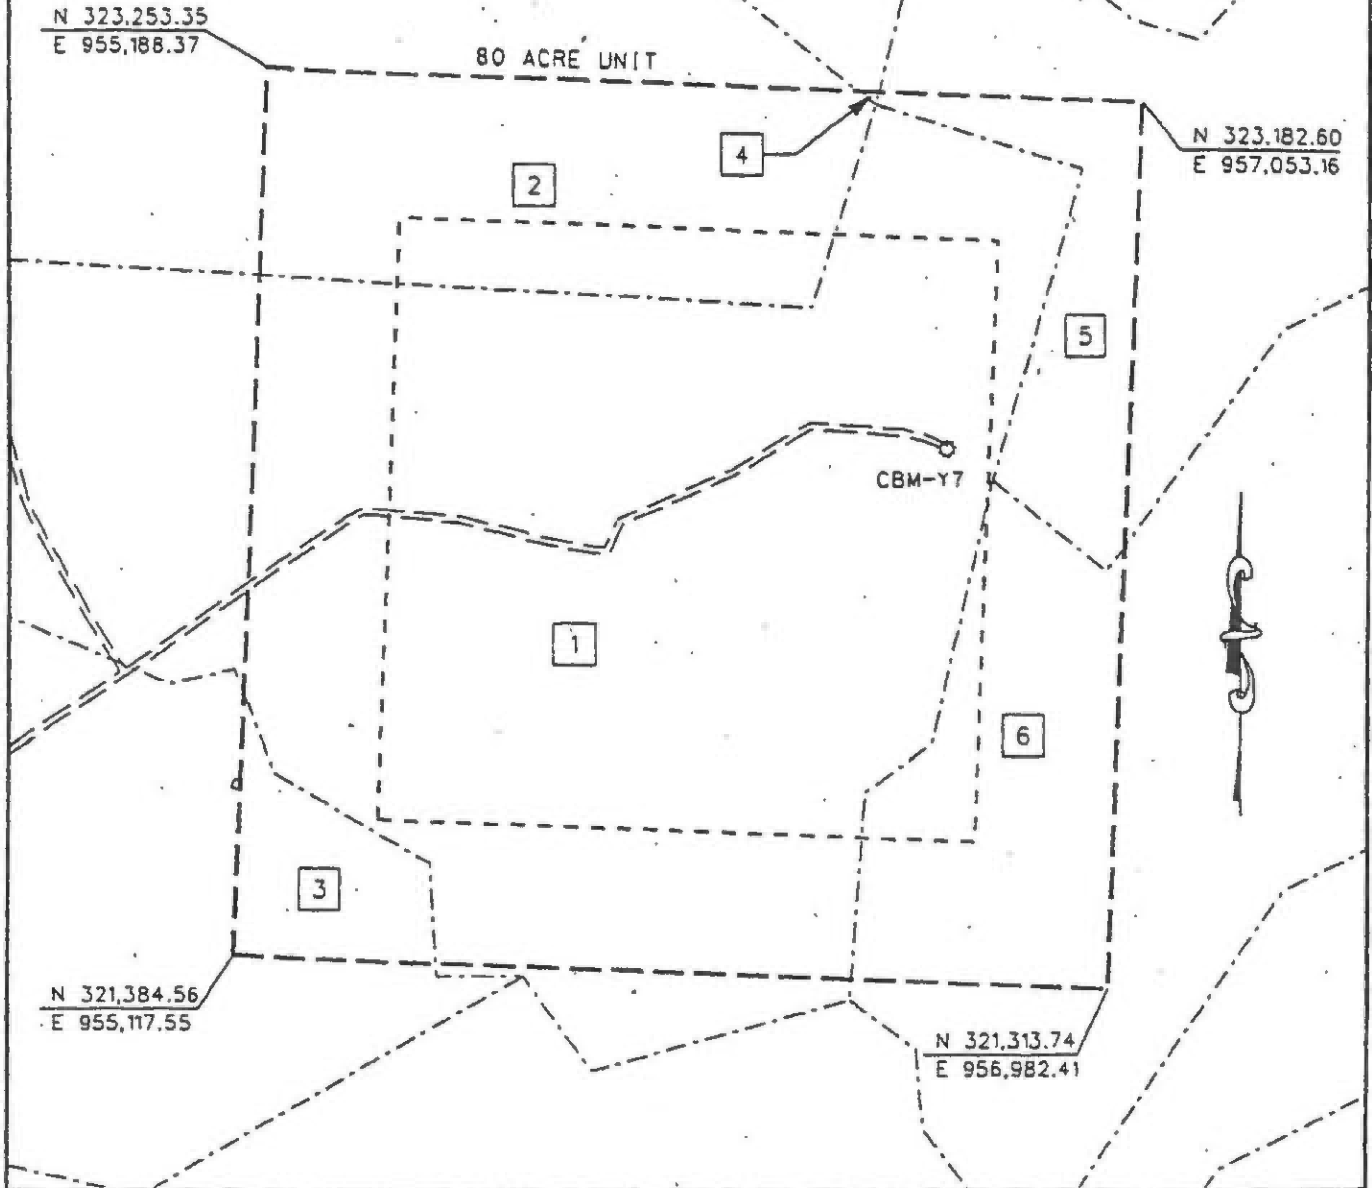 N 323,253.35
E 955,188.37
80 ACRE UNIT
N 323,182.60
E 957,053.16
4
2
5
CBM-Y7
1
6
3
N 321,384.56
E 955,117.55
N 321,313.74
E 956,982.41